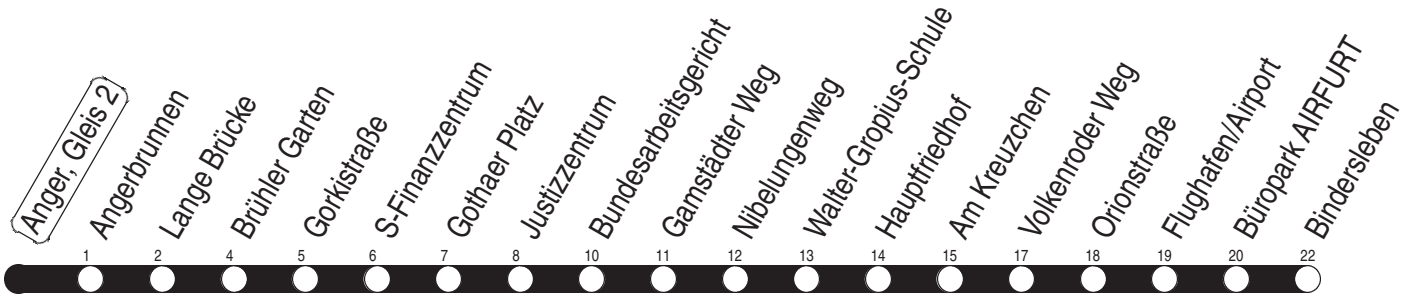 Anger, Gleis 2
Angerbrunnen
Lange Brücke
Brühler Garten
Gorkistraße
S-Finanzzentrum
Gothaer Platz
Justizzentrum
Bundesarbeitsgericht
Gamstädter Weg
Nibelungenweg
Walter-Gropius-Schule
Hauptfriedhof
Am Kreuzchen
Volkenroder Weg
Orionstraße
Flughafen/Airport
Büropark AIRFURT
Bindersleben
1 2 4 5 6 7 8 10 11 12 13 14 15 17 18 19 20 22